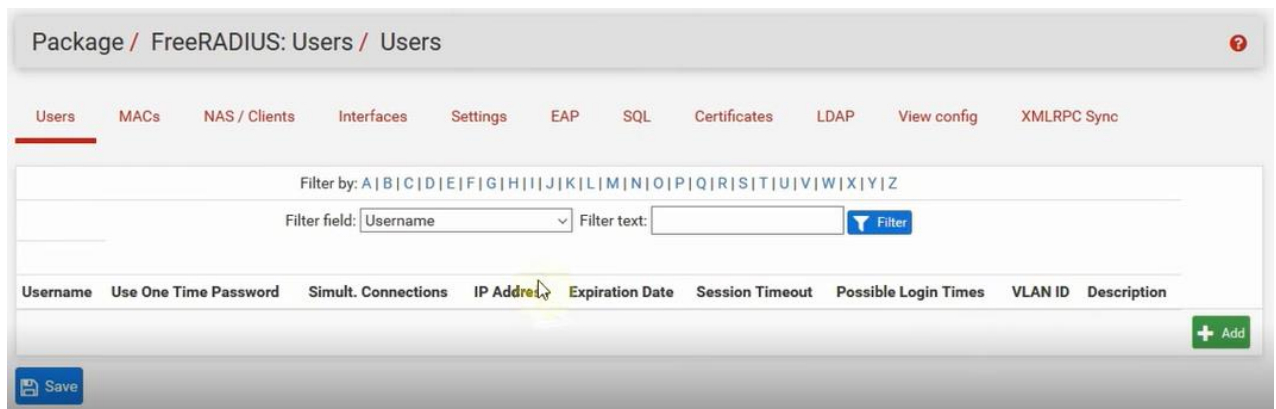 Package / FreeRADIUS: Users / Users
Users MACs NAS / Clients Interfaces Settings EAP SQL Certificates LDAP View config XMLRPC Sync
Filter by: A | B | C | D | E | F | G | H | I | J | K | L | M | N | O | P | Q | R | S | T | U | V | W | X | Y | Z
Filter field: Username Filter text: Filter
Username Use One Time Password Simult. Connections IP Address Expiration Date Session Timeout Possible Login Times VLAN ID Description
Add
Save